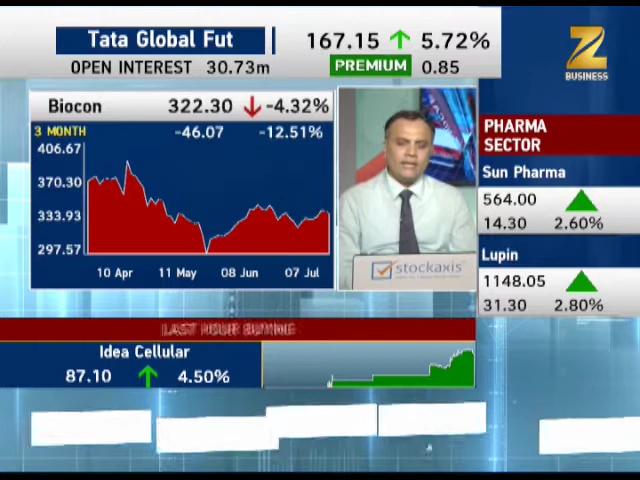 Tata Global Fut
167.15 5.72%
OPEN INTEREST 30.73m
PREMIUM 0.85
Z
BUSINESS
Biocon 322.30 -4.32%
3 MONTH -46.07 -12.51%
406.67
370.30
333.93
297.57
10 Apr 11 May 08 Jun 07 Jul
stockaxis
PHARMA
SECTOR
Sun Pharma
564.00
14.30 2.60%
Lupin
1148.05
31.30 2.80%
LAST HOUR BUYING
Idea Cellular
87.10 4.50%